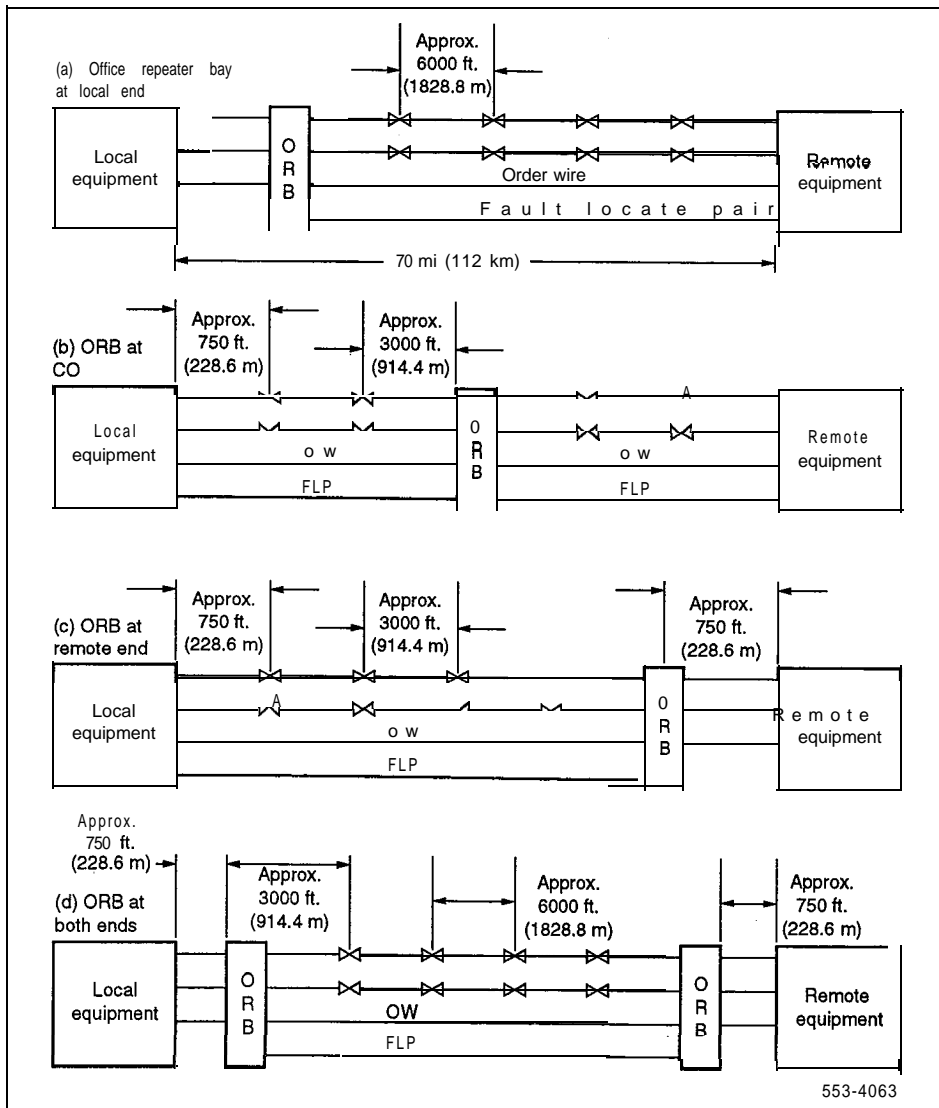 Approx.
6000 ft.
(1828.8 m)
(a) Office repeater bay
at local end
Local
equipment
O
R
B
Order wire
Fault locate pair
Remote
equipment
70 mi (112 km)
Approx.
750 ft.
(228.6 m)
Approx.
3000 ft.
(914.4 m)
(b) ORB at
CO
Local
equipment
A
OW
FLP
O
R
B
OW
FLP
Remote
equipment
Approx.
750 ft.
(228.6 m)
Approx.
3000 ft.
(914.4 m)
Approx.
750 ft.
(228.6 m)
(c) ORB at
remote end
Local
equipment
A
OW
FLP
O
R
B
Remote
equipment
Approx.
750 ft.
(228.6 m)
Approx.
3000 ft.
(914.4 m)
Approx.
6000 ft.
(1828.8 m)
Approx.
750 ft.
(228.6 m)
(d) ORB at
both ends
Local
equipment
O
R
B
OW
FLP
O
R
B
Remote
equipment
553-4063